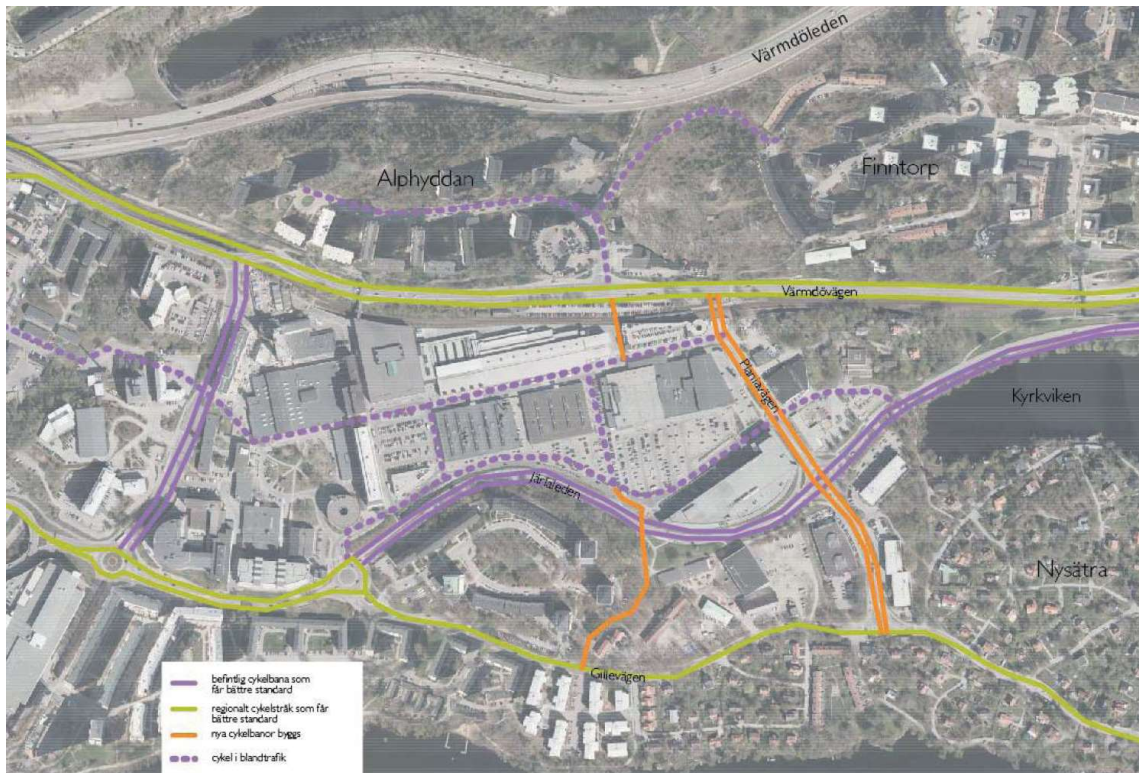 Värmdöleden
Alphyddan
Finntorp
Värmdövägen
Planiavägen
Kyrkviken
Järlaleden
Nysätra
Gillevägen
befintlig cykelbana som
får bättre standard
regionalt cykelstråk som får
bättre standard
nya cykelbanor byggs
cykel i blandtrafik